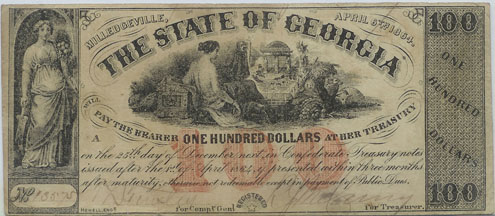 100
MILLEDGEVILLE, APRIL 6TH 1864.
THE STATE OF GEORGIA
WILL
PAY THE BEARER ONE HUNDRED DOLLARS AT HER TREASURY
A
on the 25th day of December next, in Confederate Treasury notes
issued after the 1st of April 1864, if presented within three months
after maturity, otherwise not redeemable except in payment of Public Dues.
No
REGISTERED
For Compt. Genl.
For Treasurer.
ONE
HUNDRED
DOLLARS
100